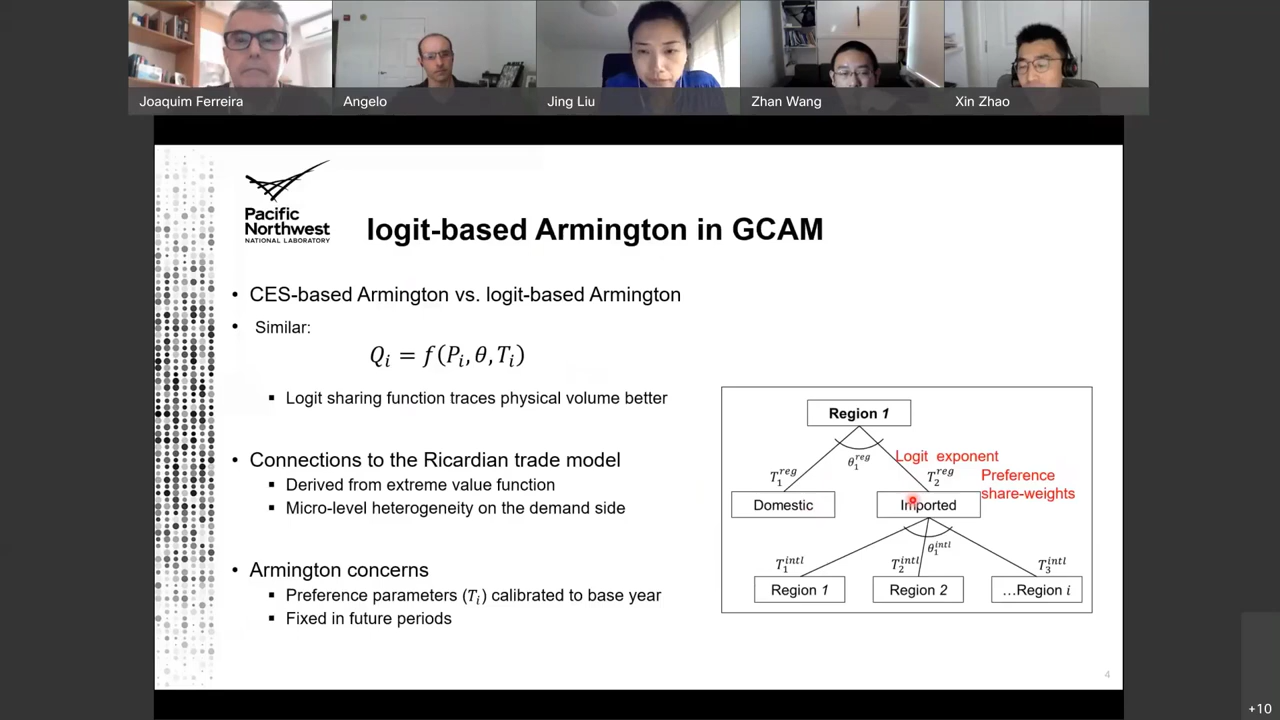 Joaquim Ferreira
Angelo
Jing Liu
Zhan Wang
Xin Zhao
Pacific
Northwest
NATIONAL LABORATORY
logit-based Armington in GCAM
• CES-based Armington vs. logit-based Armington
• Similar:
Q_i = f(P_i, θ, T_i)
▪ Logit sharing function traces physical volume better
• Connections to the Ricardian trade model
▪ Derived from extreme value function
▪ Micro-level heterogeneity on the demand side
• Armington concerns
▪ Preference parameters (T_i) calibrated to base year
▪ Fixed in future periods
Region 1
Logit exponent
θ_1^reg
T_1^reg
T_2^reg
Preference
share-weights
Domestic
Imported
θ_1^intl
T_1^intl
T_2^intl
T_3^intl
Region 1
Region 2
…Region i
4
+10